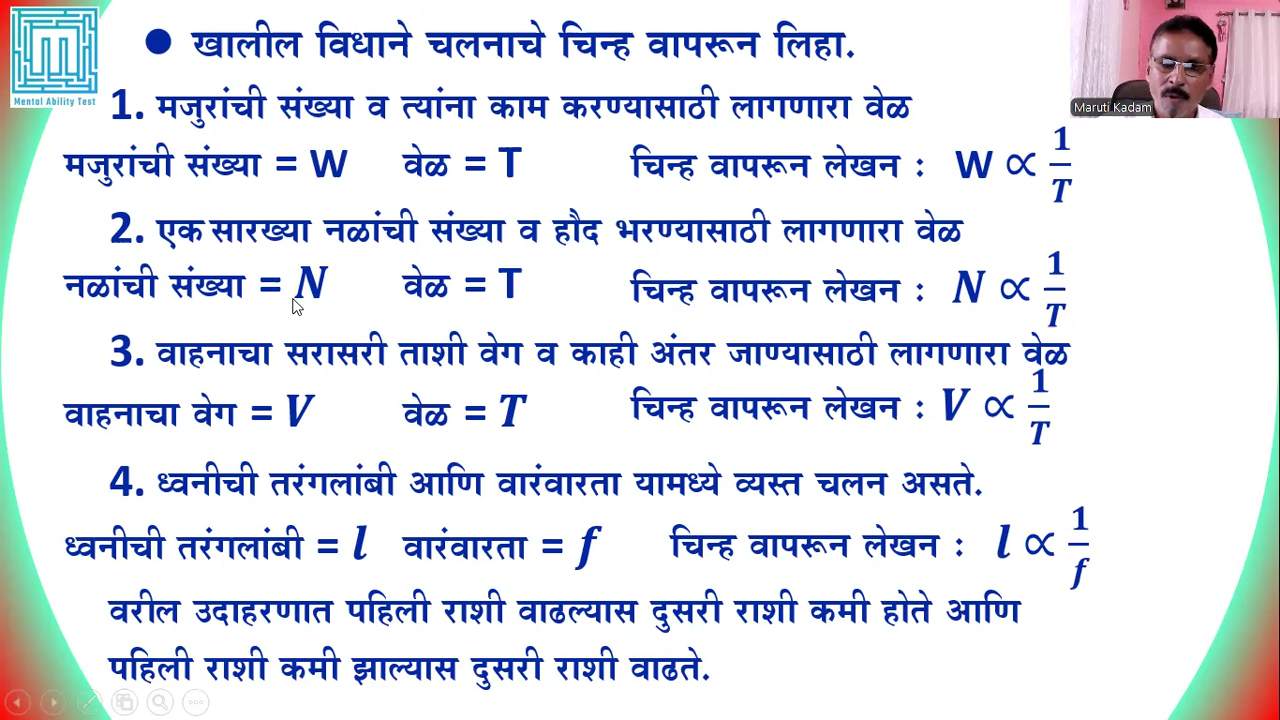 Mental Ability Test
● खालील विधाने चलनाचे चिन्ह वापरून लिहा.
Maruti Kadam
1. मजुरांची संख्या व त्यांना काम करण्यासाठी लागणारा वेळ
मजुरांची संख्या = W वेळ = T चिन्ह वापरून लेखन : W ∝ 1/T
2. एक सारख्या नळांची संख्या व हौद भरण्यासाठी लागणारा वेळ
नळांची संख्या = N वेळ = T चिन्ह वापरून लेखन : N ∝ 1/T
3. वाहनाचा सरासरी ताशी वेग व काही अंतर जाण्यासाठी लागणारा वेळ
वाहनाचा वेग = V वेळ = T चिन्ह वापरून लेखन : V ∝ 1/T
4. ध्वनीची तरंगलांबी आणि वारंवारता यामध्ये व्यस्त चलन असते.
ध्वनीची तरंगलांबी = l वारंवारता = f चिन्ह वापरून लेखन : l ∝ 1/f
वरील उदाहरणात पहिली राशी वाढल्यास दुसरी राशी कमी होते आणि
पहिली राशी कमी झाल्यास दुसरी राशी वाढते.